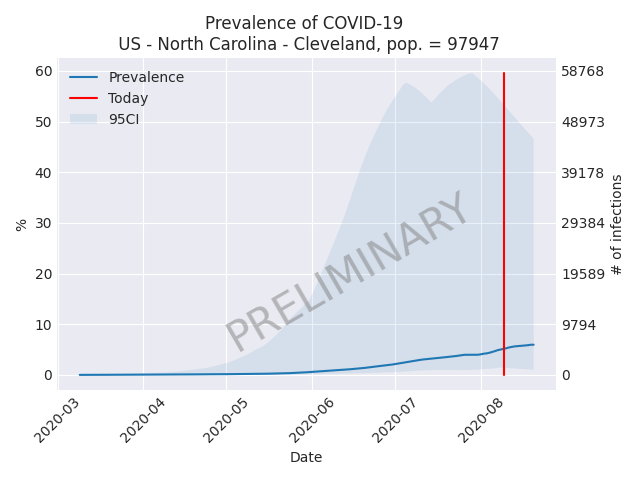 Prevalence of COVID-19
US - North Carolina - Cleveland, pop. = 97947
Prevalence
Today
95CI
%
60
50
40
30
20
10
0
58768
48973
39178
29384
19589
9794
0
# of infections
PRELIMINARY
2020-03
2020-04
2020-05
2020-06
2020-07
2020-08
Date